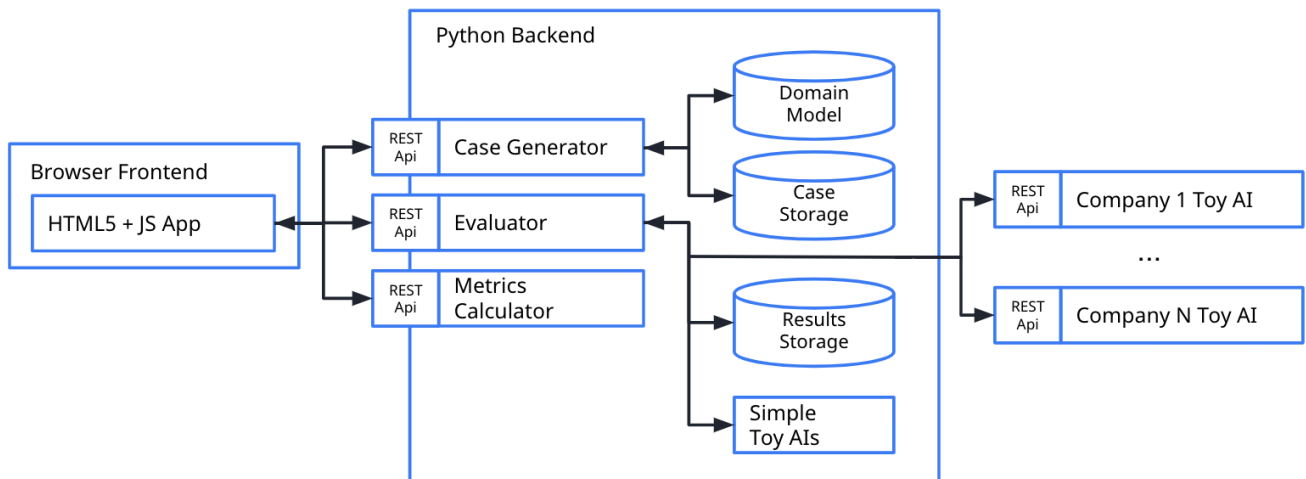 Python Backend
Domain
Model
REST
Api
Case Generator
Browser Frontend
HTML5 + JS App
Case
Storage
REST
Api
Company 1 Toy AI
REST
Api
Evaluator
...
REST
Api
Metrics
Calculator
Results
Storage
REST
Api
Company N Toy AI
Simple
Toy AIs